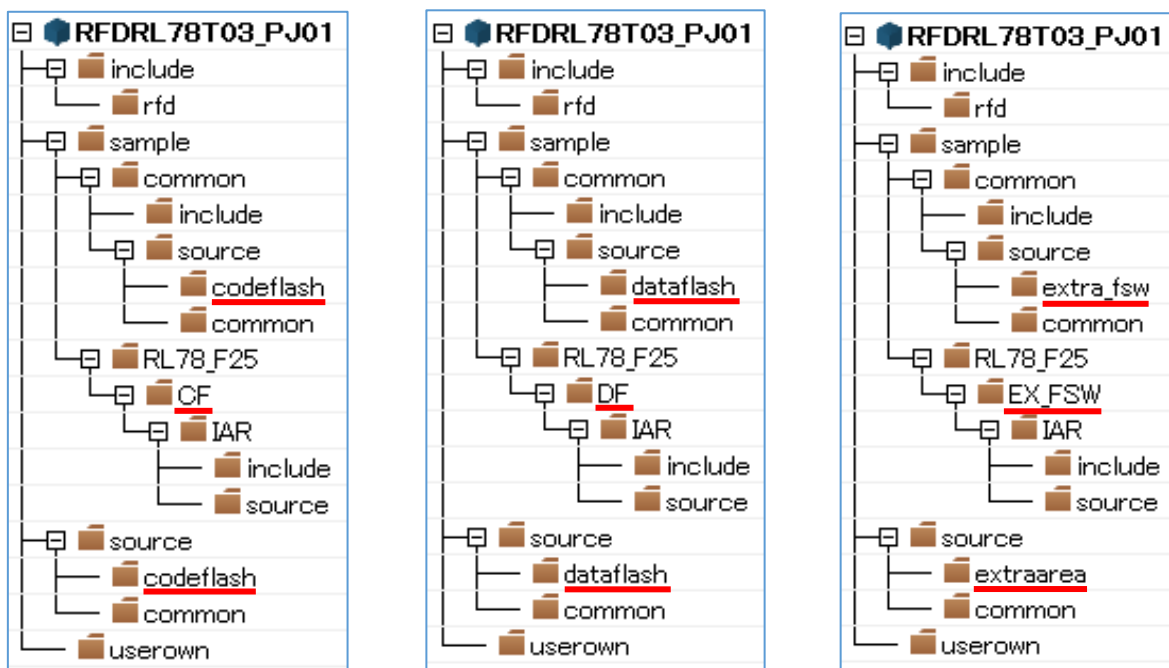 RFDRL78T03_PJ01
include
rfd
sample
common
include
source
codeflash
common
RL78_F25
CF
IAR
include
source
source
codeflash
common
userown
RFDRL78T03_PJ01
include
rfd
sample
common
include
source
dataflash
common
RL78_F25
DF
IAR
include
source
source
dataflash
common
userown
RFDRL78T03_PJ01
include
rfd
sample
common
include
source
extra_fsw
common
RL78_F25
EX_FSW
IAR
include
source
source
extraarea
common
userown